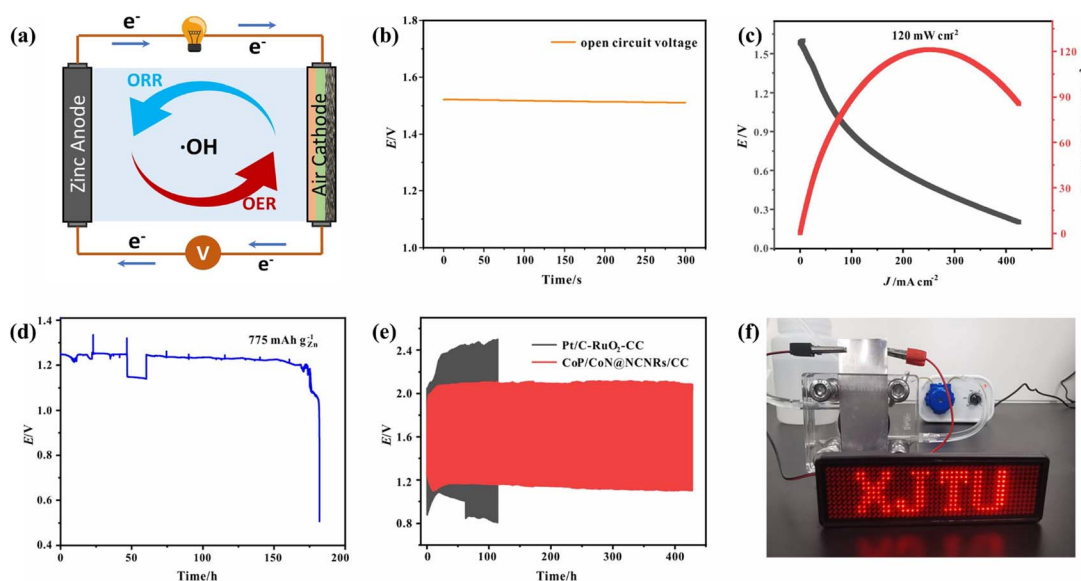 (a)
e-
e-
ORR
·OH
OER
Zinc Anode
Air Cathode
e-
V
e-
(b)
open circuit voltage
E/V
1.8
1.6
1.4
1.2
1.0
0
50
100
150
200
250
300
Time/s
(c)
120 mW cm-2
E/V
1.5
1.2
0.9
0.6
0.3
0.0
120
90
60
30
0
0
100
200
300
400
J/mA cm-2
(d)
775 mAh g-1Zn
E/V
1.4
1.2
1.0
0.8
0.6
0.4
0
50
100
150
200
Time/h
(e)
Pt/C-RuO2-CC
CoP/CoN@NCNRs/CC
E/V
2.4
2.0
1.6
1.2
0.8
0
100
200
300
400
Time/h
(f)
XJTU